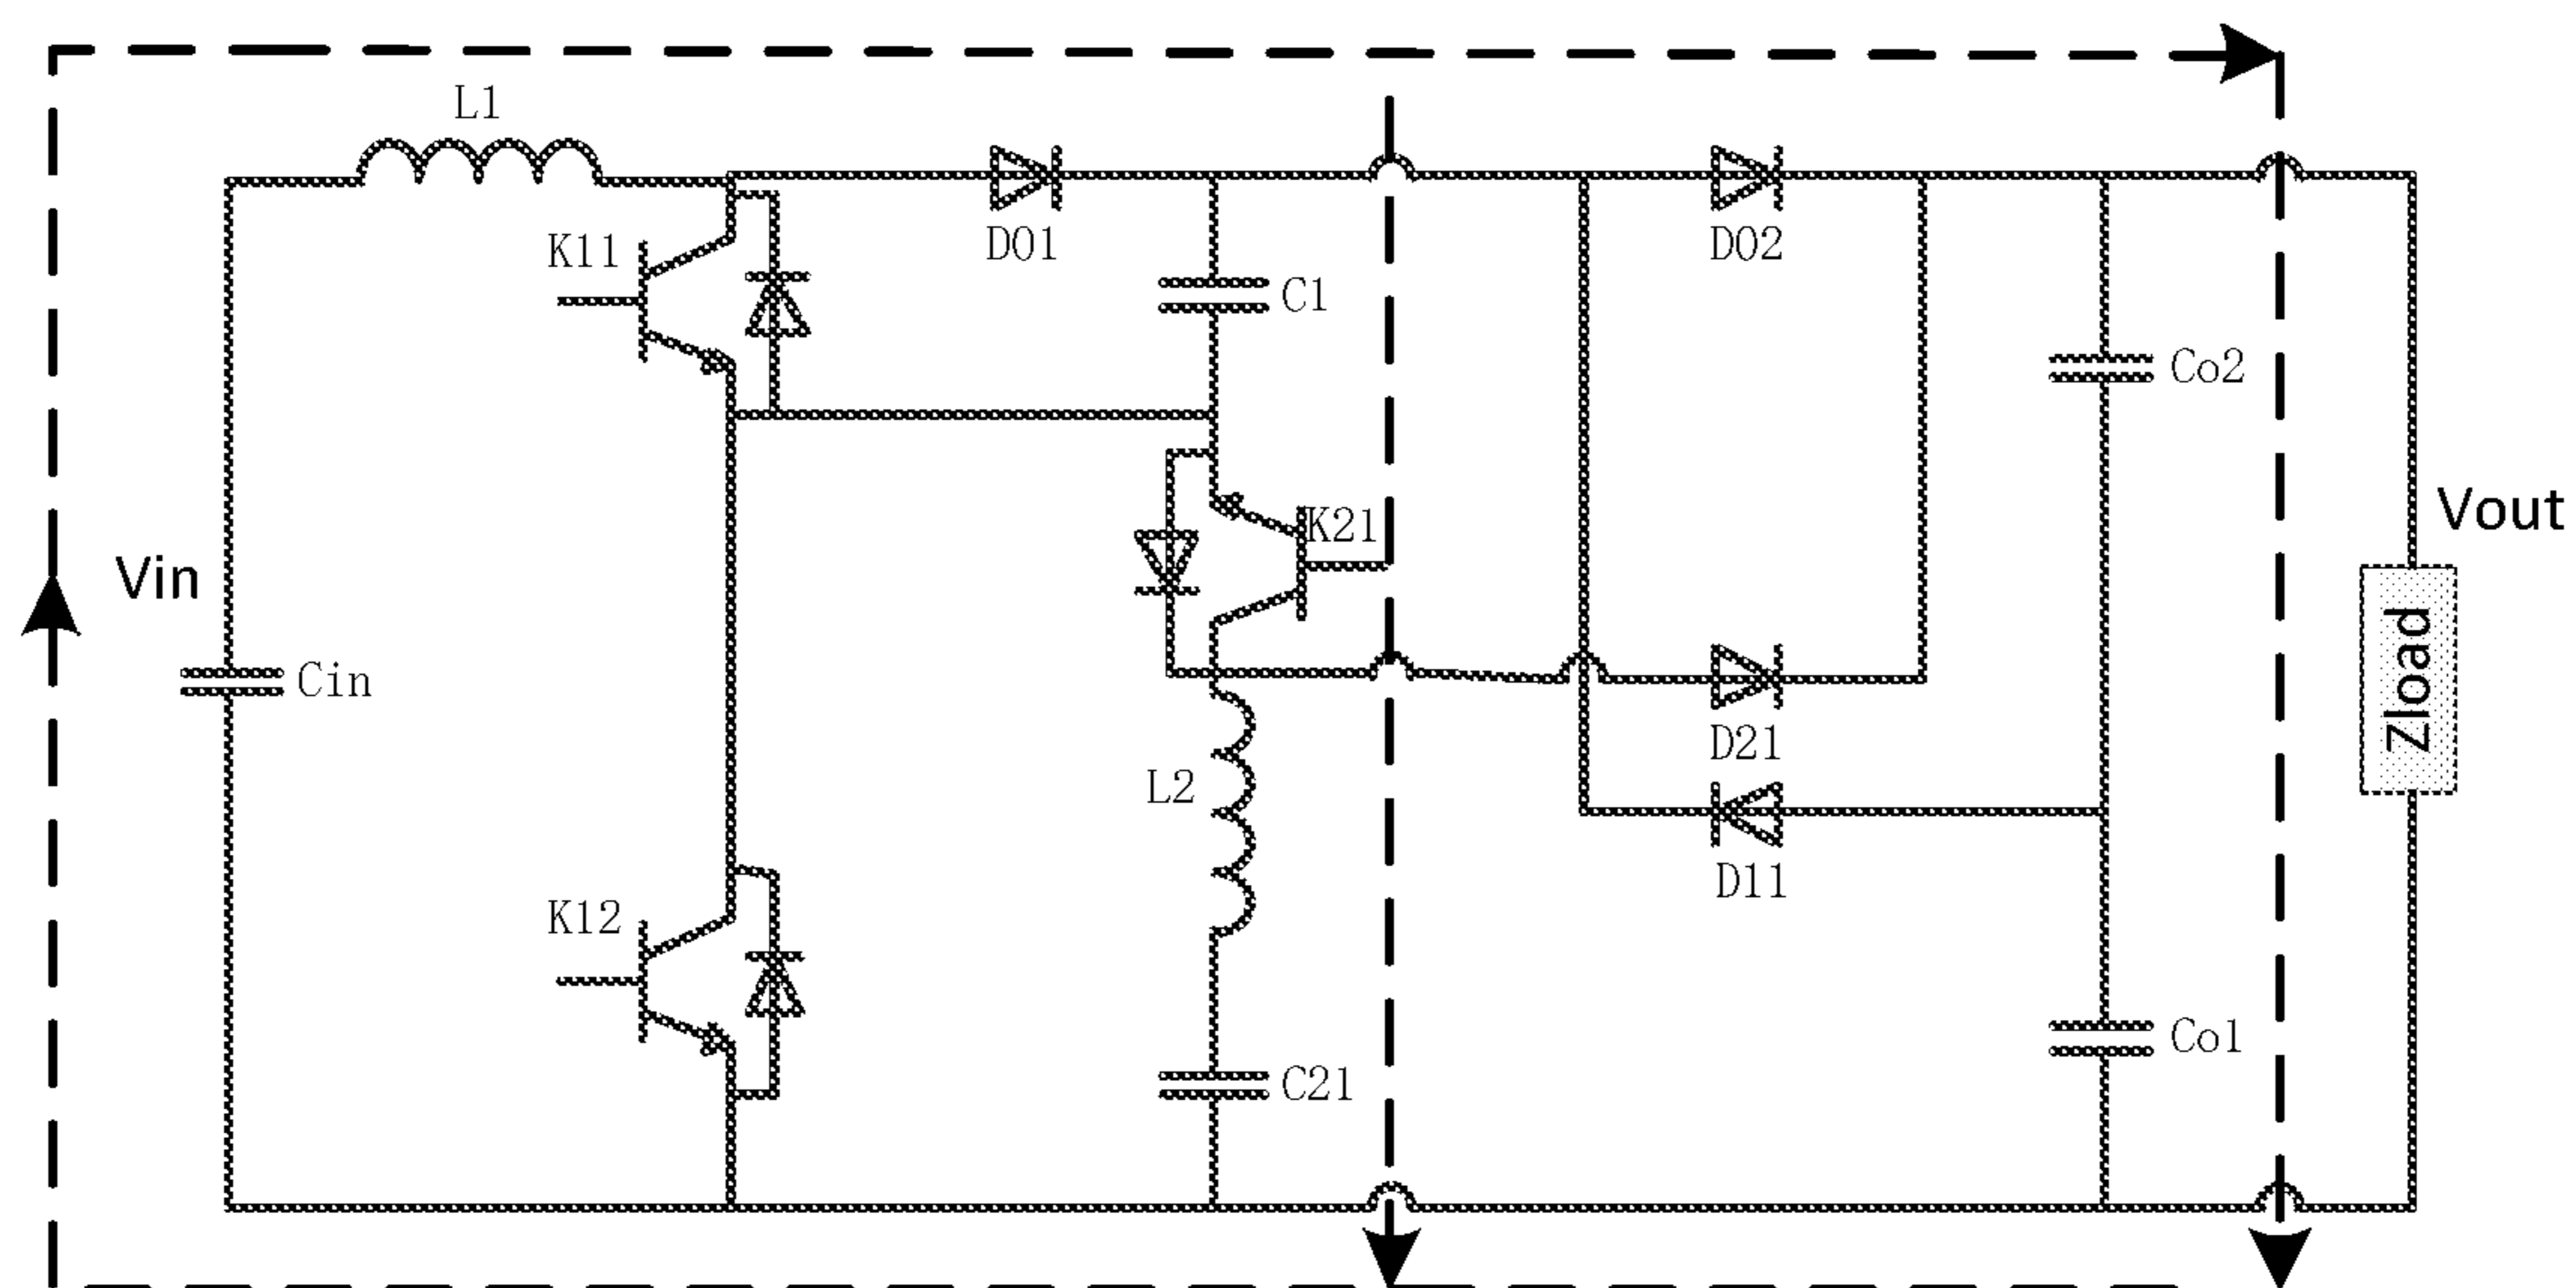 L1
K11
D01
D02
C1
Co2
K21
Vout
Vin
Zload
Cin
D21
L2
D11
K12
Co1
C21